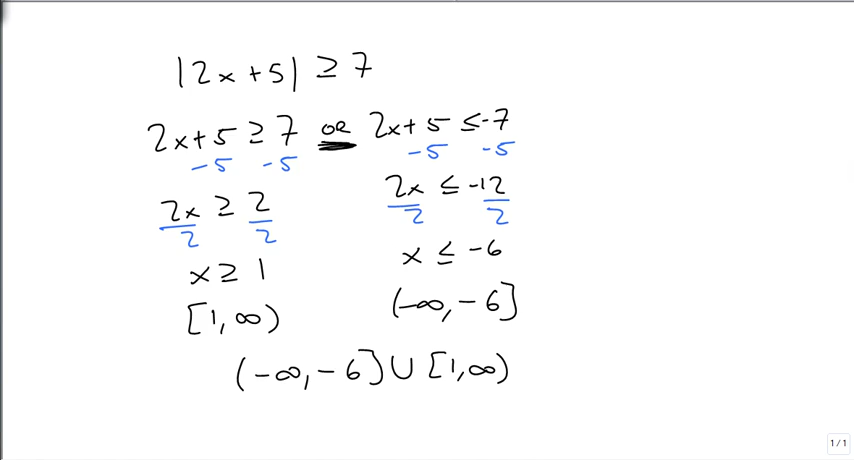 |2x+5| ≥ 7
2x+5 ≥ 7 OR 2x+5 ≤ -7
-5 -5 -5 -5
2x ≥ 2 2x ≤ -12
2 2 2 2
x ≥ 1 x ≤ -6
[1, ∞) (-∞, -6]
(-∞, -6] ∪ [1, ∞)
1 / 1